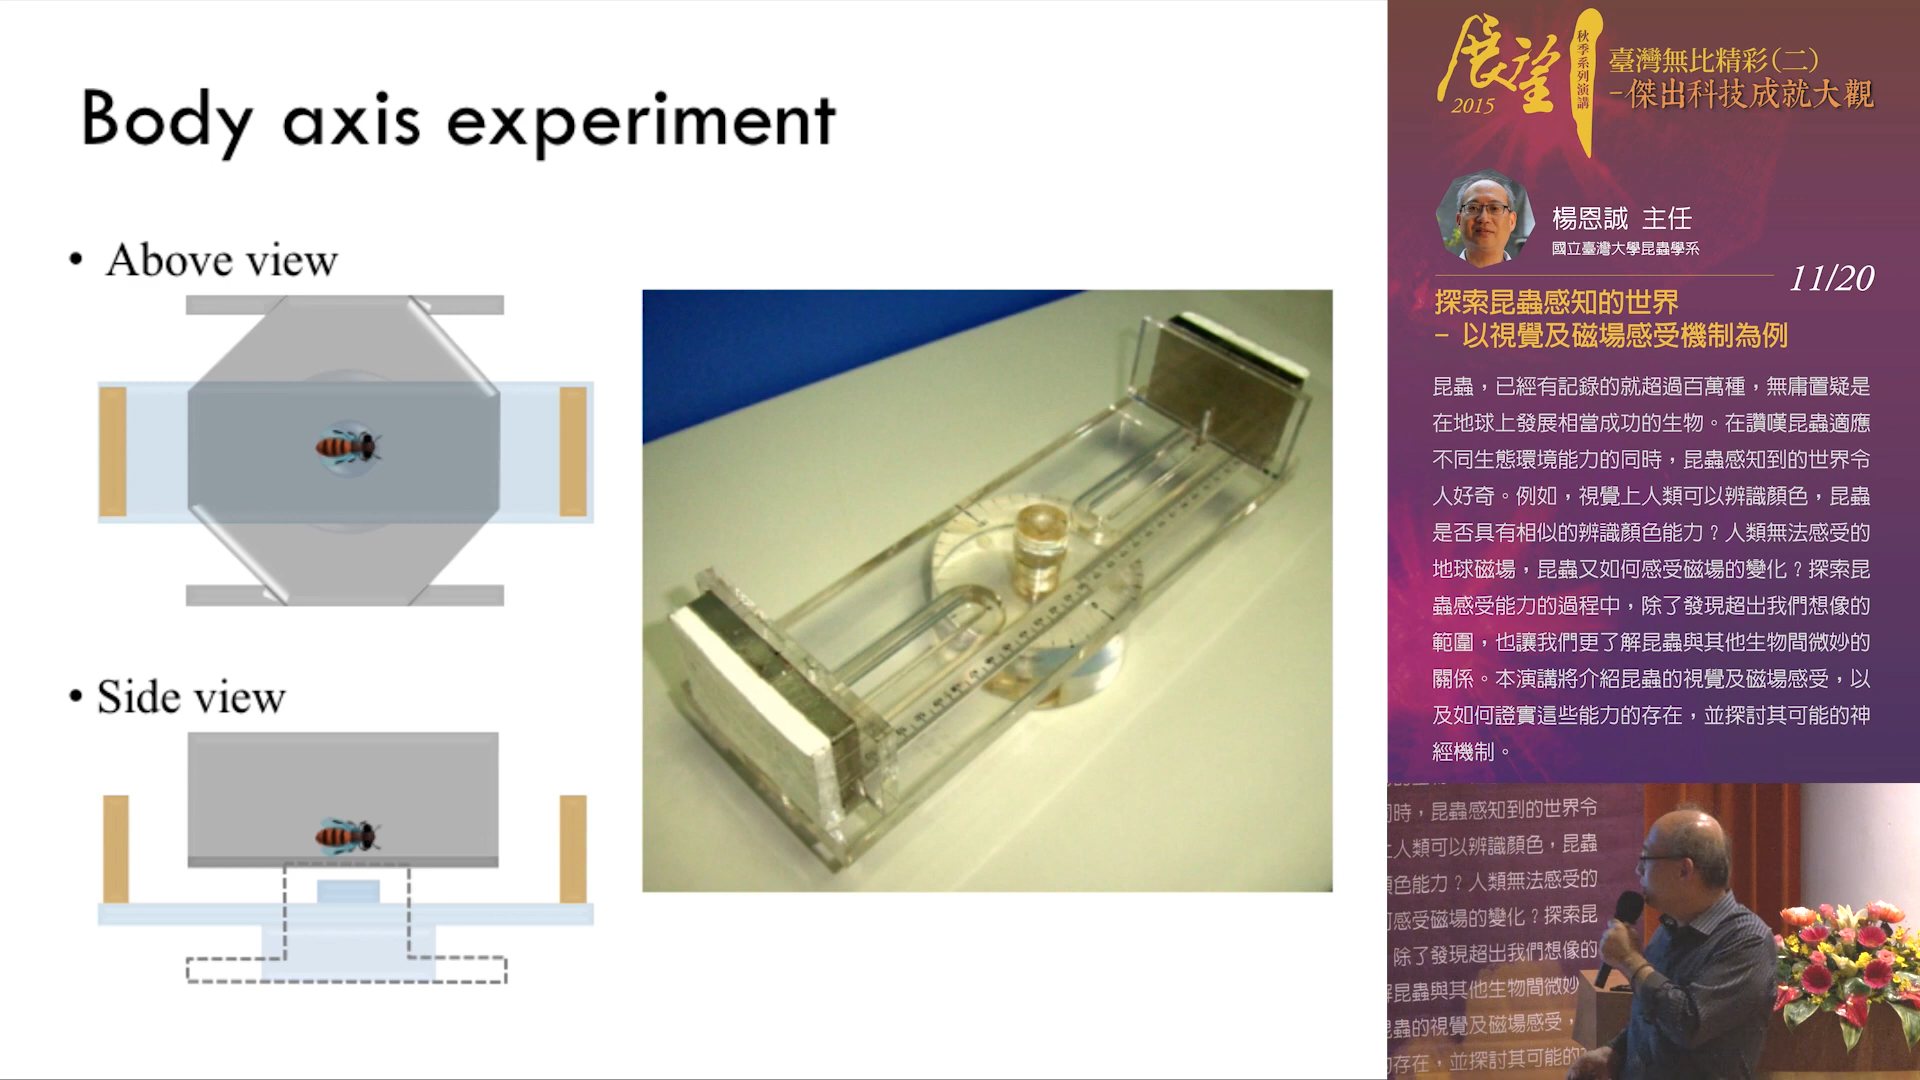 Body axis experiment
• Above view
• Side view
展望
2015
秋季系列演講
臺灣無比精彩(二)
-傑出科技成就大觀
楊恩誠 主任
國立臺灣大學昆蟲學系
11/20
探索昆蟲感知的世界
- 以視覺及磁場感受機制為例
昆蟲，已經有記錄的就超過百萬種，無庸置疑是
在地球上發展相當成功的生物。在讚嘆昆蟲適應
不同生態環境能力的同時，昆蟲感知到的世界令
人好奇。例如，視覺上人類可以辨識顏色，昆蟲
是否具有相似的辨識顏色能力？人類無法感受的
地球磁場，昆蟲又如何感受磁場的變化？探索昆
蟲感受能力的過程中，除了發現超出我們想像的
範圍，也讓我們更了解昆蟲與其他生物間微妙的
關係。本演講將介紹昆蟲的視覺及磁場感受，以
及如何證實這些能力的存在，並探討其可能的神
經機制。
同時，昆蟲感知到的世界令
上人類可以辨識顏色，昆蟲
顏色能力？人類無法感受的
何感受磁場的變化？探索昆
，除了發現超出我們想像的
解昆蟲與其他生物間微妙
昆蟲的視覺及磁場感受，
的存在，並探討其可能的